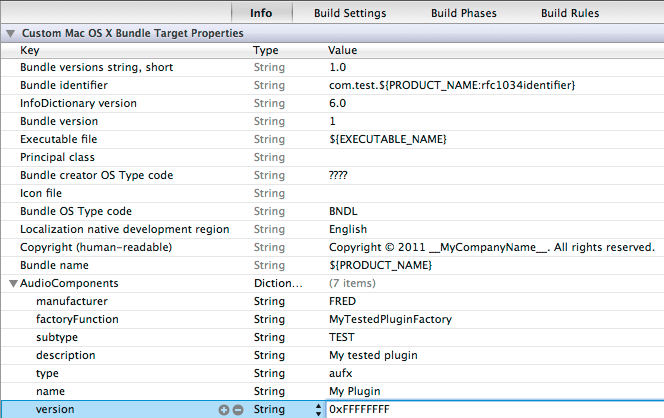 Info Build Settings Build Phases Build Rules
Custom Mac OS X Bundle Target Properties
Key Type Value
Bundle versions string, short String 1.0
Bundle identifier String com.test.${PRODUCT_NAME:rfc1034identifier}
InfoDictionary version String 6.0
Bundle version String 1
Executable file String ${EXECUTABLE_NAME}
Principal class String
Bundle creator OS Type code String ????
Icon file String
Bundle OS Type code String BNDL
Localization native development region String English
Copyright (human-readable) String Copyright © 2011 __MyCompanyName__. All rights reserved.
Bundle name String ${PRODUCT_NAME}
AudioComponents Diction... (7 items)
manufacturer String FRED
factoryFunction String MyTestedPluginFactory
subtype String TEST
description String My tested plugin
type String aufx
name String My Plugin
version String 0xFFFFFFFF